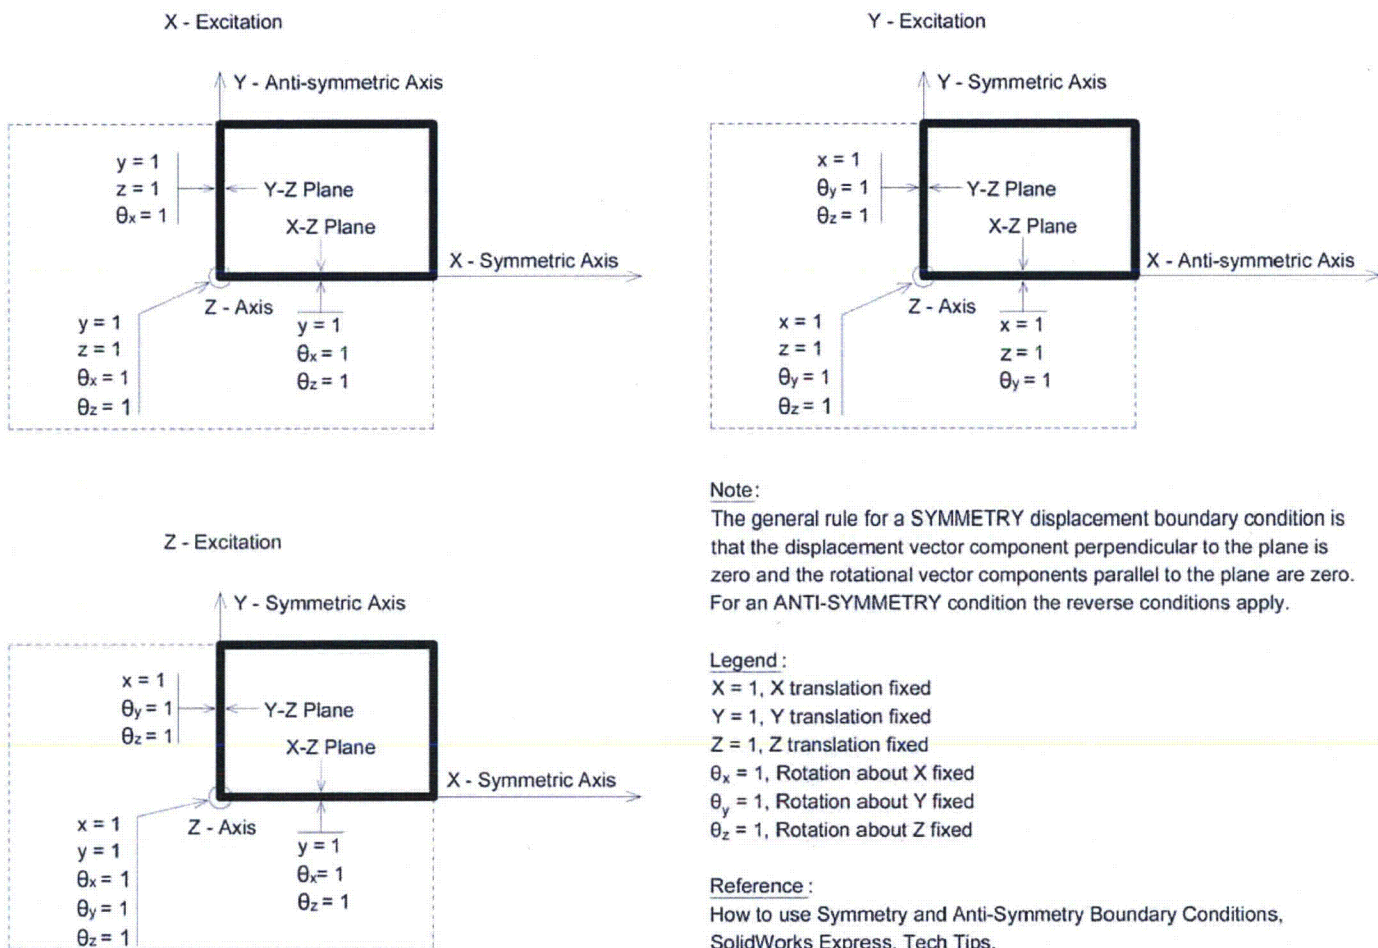 X - Excitation
Y - Anti-symmetric Axis
y = 1
z = 1
θx = 1
Y-Z Plane
X-Z Plane
X - Symmetric Axis
Z - Axis
y = 1
z = 1
θx = 1
θz = 1
y = 1
θx = 1
θz = 1
Y - Excitation
Y - Symmetric Axis
x = 1
θy = 1
θz = 1
Y-Z Plane
X-Z Plane
X - Anti-symmetric Axis
Z - Axis
x = 1
z = 1
θy = 1
θz = 1
x = 1
z = 1
θy = 1
Z - Excitation
Y - Symmetric Axis
x = 1
θy = 1
θz = 1
Y-Z Plane
X-Z Plane
X - Symmetric Axis
Z - Axis
x = 1
y = 1
θx = 1
θy = 1
θz = 1
y = 1
θx= 1
θz = 1
Note:
The general rule for a SYMMETRY displacement boundary condition is
that the displacement vector component perpendicular to the plane is
zero and the rotational vector components parallel to the plane are zero.
For an ANTI-SYMMETRY condition the reverse conditions apply.
Legend :
X = 1, X translation fixed
Y = 1, Y translation fixed
Z = 1, Z translation fixed
θx = 1, Rotation about X fixed
θy = 1, Rotation about Y fixed
θz = 1, Rotation about Z fixed
Reference :
How to use Symmetry and Anti-Symmetry Boundary Conditions,
SolidWorks Express, Tech Tips.